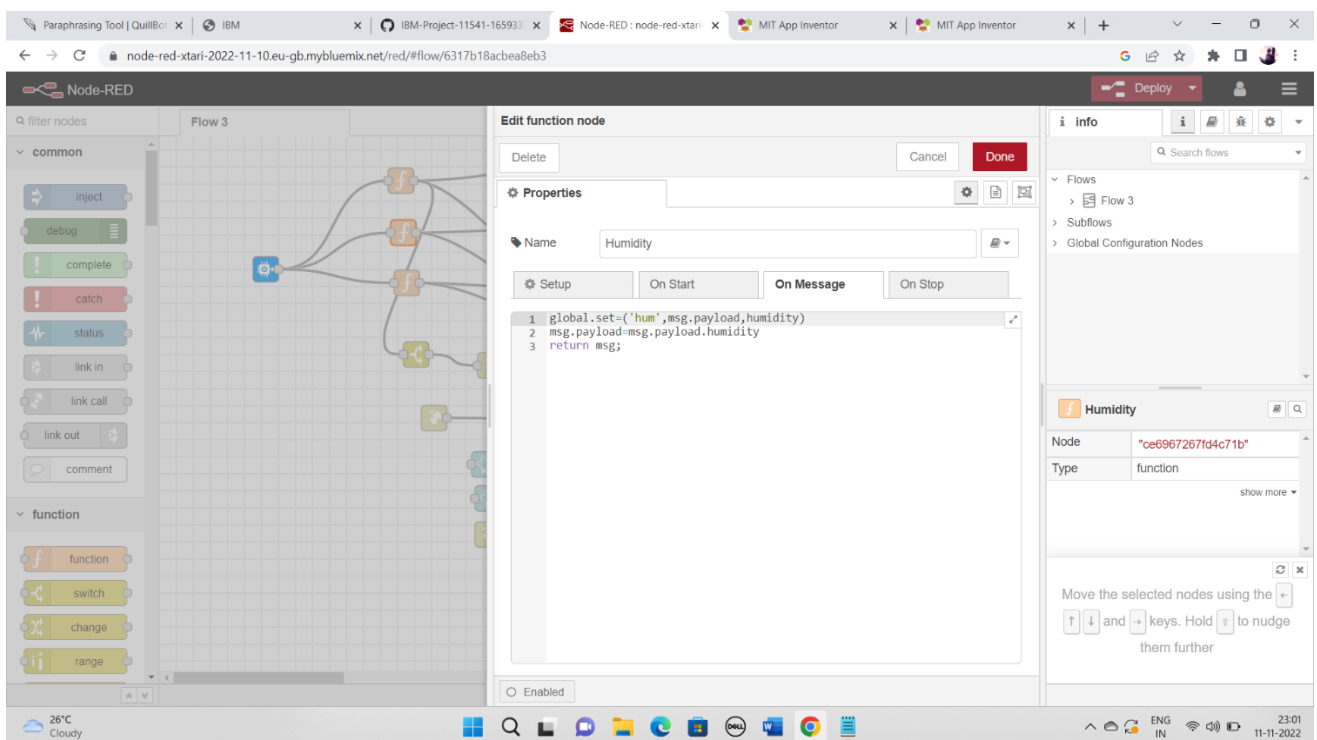 Paraphrasing Tool | QuillBot
IBM
IBM-Project-11541-165933
Node-RED : node-red-xtari-
MIT App Inventor
MIT App Inventor
node-red-xtari-2022-11-10.eu-gb.mybluemix.net/red/#flow/6317b18acbea8eb3
Node-RED
Deploy
filter nodes
common
inject
debug
complete
catch
status
link in
link call
link out
comment
function
function
switch
change
range
Flow 3
Edit function node
Delete
Cancel
Done
Properties
Name
Humidity
Setup
On Start
On Message
On Stop
1 global.set=('hum',msg.payload,humidity)
2 msg.payload=msg.payload.humidity
3 return msg;
Enabled
i info
i
Search flows
Flows
Flow 3
Subflows
Global Configuration Nodes
Humidity
Node "ce6967267fd4c71b"
Type function
show more
Move the selected nodes using the ←
↑ ↓ and → keys. Hold ⇧ to nudge
them further
26°C
Cloudy
DELL
W
ENG
IN
23:01
11-11-2022